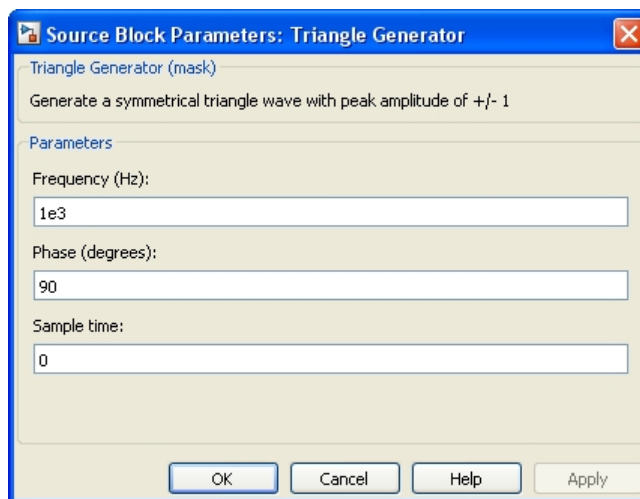 Source Block Parameters: Triangle Generator
Triangle Generator (mask)
Generate a symmetrical triangle wave with peak amplitude of +/- 1
Parameters
Frequency (Hz):
1e3
Phase (degrees):
90
Sample time:
0
OK Cancel Help Apply